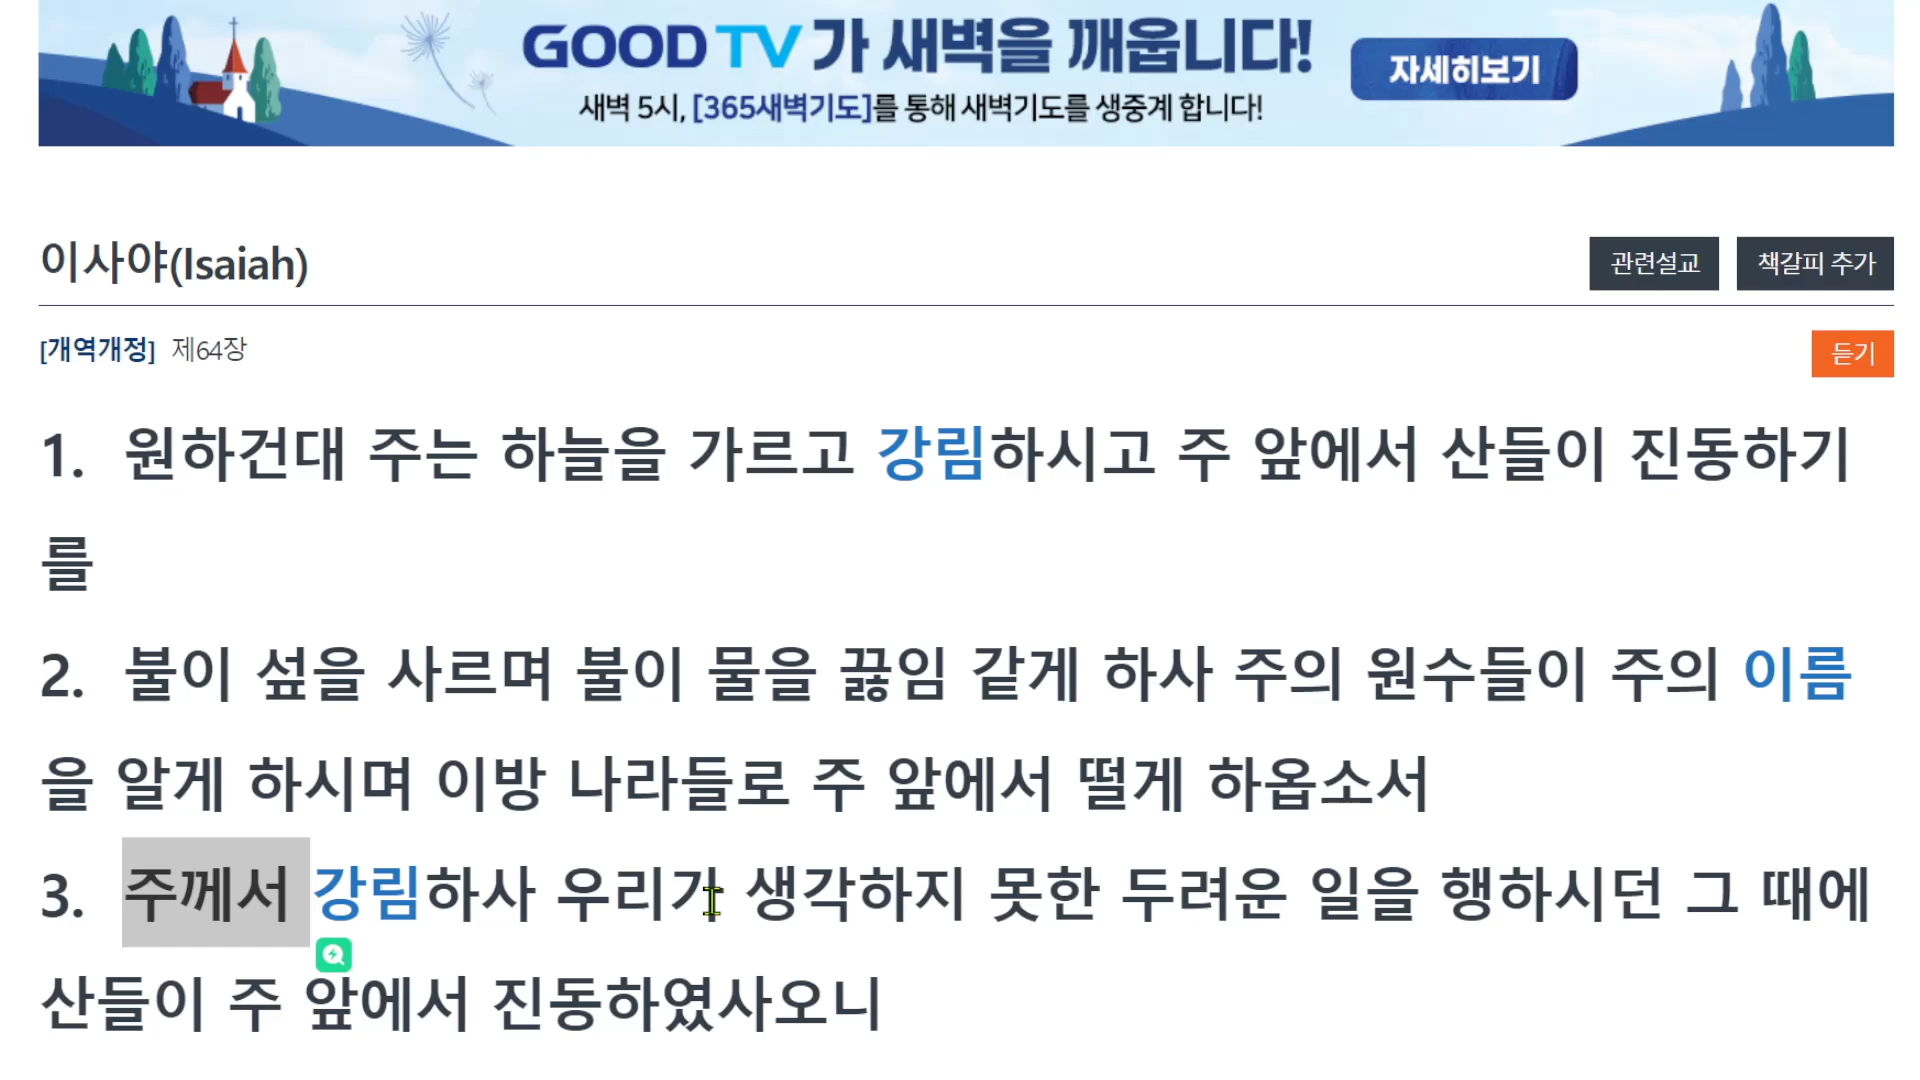 GOODTV가 새벽을 깨웁니다!
자세히보기
새벽 5시, [365새벽기도]를 통해 새벽기도를 생중계 합니다!
이사야(Isaiah)
관련설교
책갈피 추가
[개역개정] 제64장
듣기
1. 원하건대 주는 하늘을 가르고 강림하시고 주 앞에서 산들이 진동하기
를
2. 불이 섶을 사르며 불이 물을 끓임 같게 하사 주의 원수들이 주의 이름
을 알게 하시며 이방 나라들로 주 앞에서 떨게 하옵소서
3. 주께서 강림하사 우리가 생각하지 못한 두려운 일을 행하시던 그 때에
산들이 주 앞에서 진동하였사오니